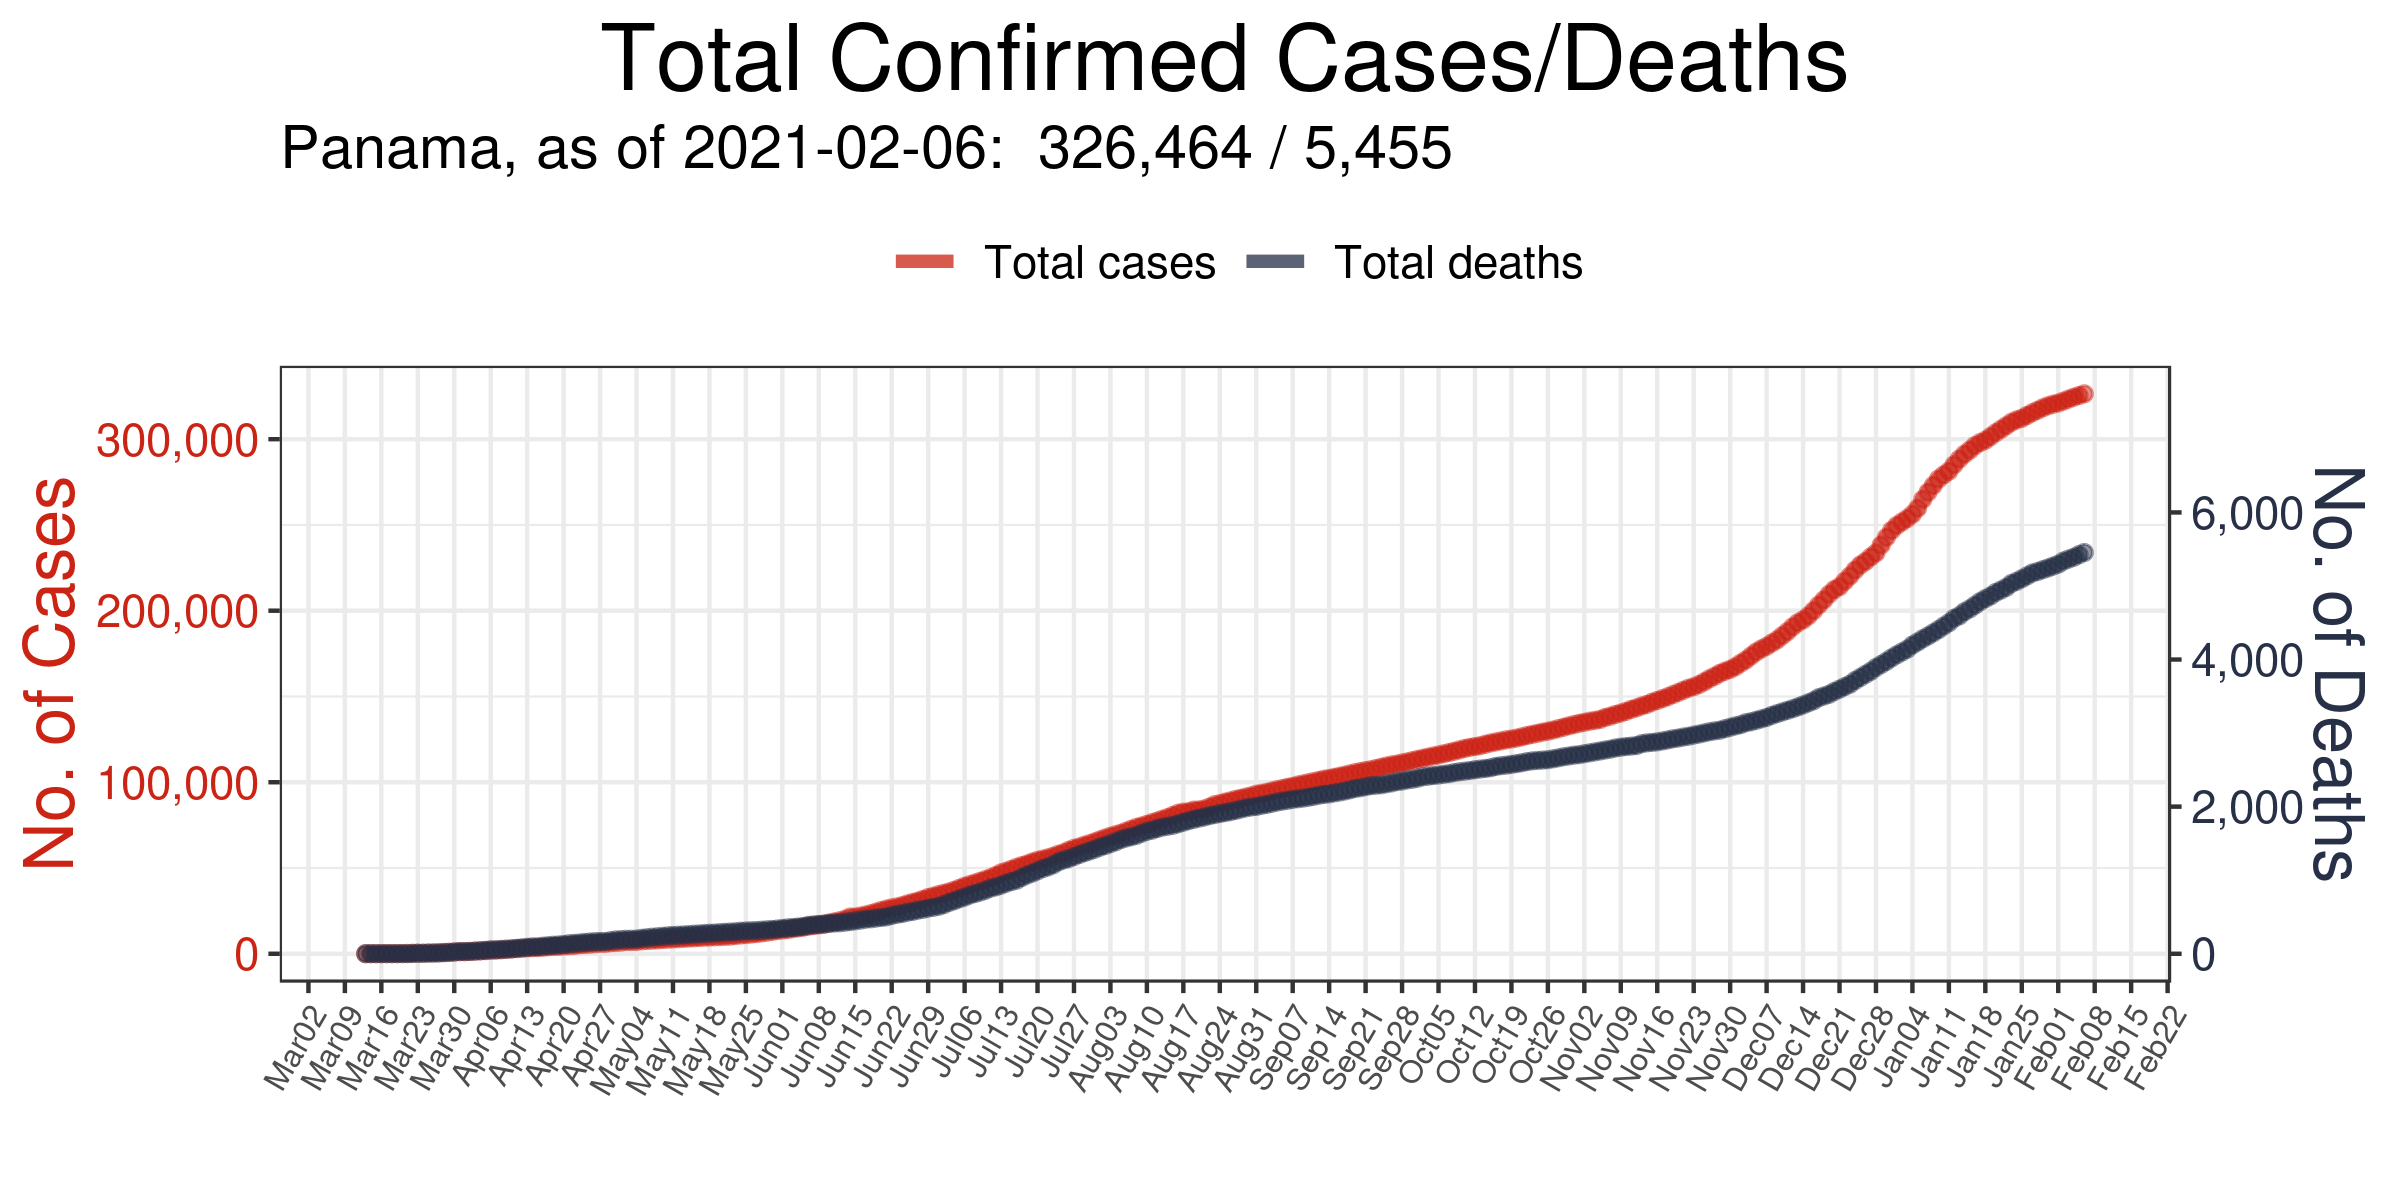 Total Confirmed Cases/Deaths
Panama, as of 2021-02-06:  326,464 / 5,455
Total cases
Total deaths
No. of Cases
300,000
200,000
100,000
0
6,000
4,000
2,000
0
No. of Deaths
Mar02
Mar09
Mar16
Mar23
Mar30
Apr06
Apr13
Apr20
Apr27
May04
May11
May18
May25
Jun01
Jun08
Jun15
Jun22
Jun29
Jul06
Jul13
Jul20
Jul27
Aug03
Aug10
Aug17
Aug24
Aug31
Sep07
Sep14
Sep21
Sep28
Oct05
Oct12
Oct19
Oct26
Nov02
Nov09
Nov16
Nov23
Nov30
Dec07
Dec14
Dec21
Dec28
Jan04
Jan11
Jan18
Jan25
Feb01
Feb08
Feb15
Feb22